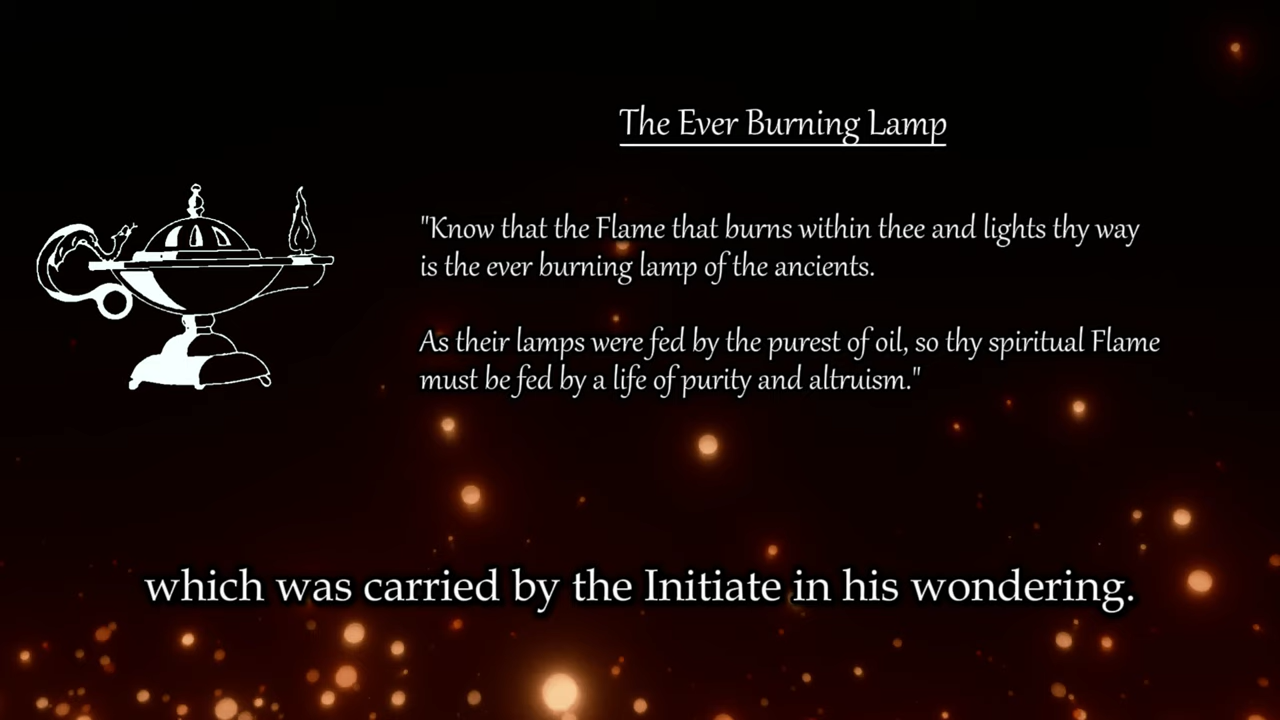 The Ever Burning Lamp
"Know that the Flame that burns within thee and lights thy way
is the ever burning lamp of the ancients.
As their lamps were fed by the purest of oil, so thy spiritual Flame
must be fed by a life of purity and altruism."
which was carried by the Initiate in his wondering.